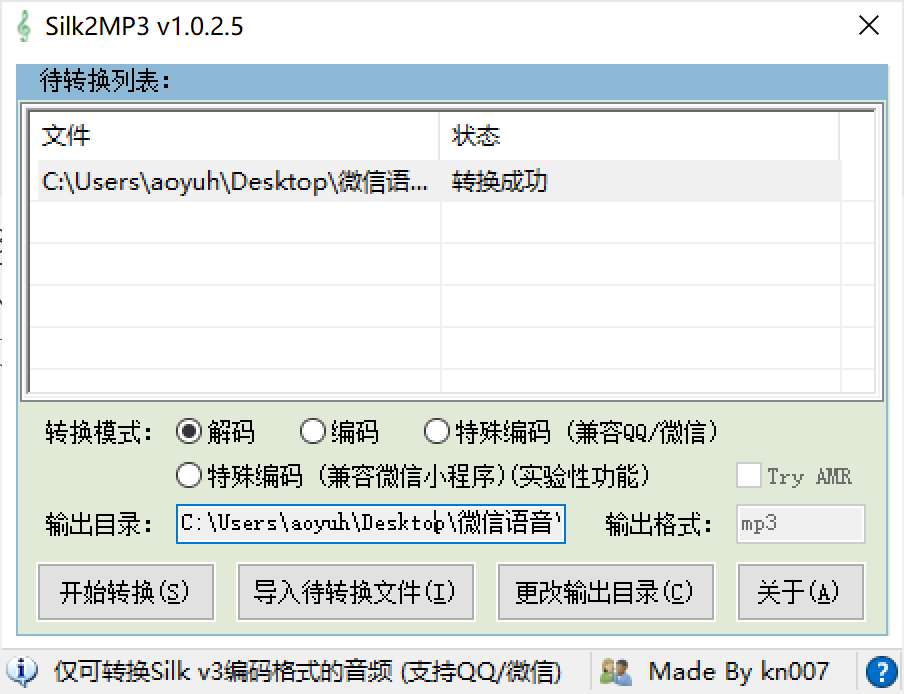 Silk2MP3 v1.0.2.5
待转换列表：
文件 状态
C:\Users\aoyuh\Desktop\微信语... 转换成功
转换模式： 解码 编码 特殊编码（兼容QQ/微信）
特殊编码（兼容微信小程序）(实验性功能) Try AMR
输出目录： C:\Users\aoyuh\Desktop\微信语音\ 输出格式： mp3
开始转换(S) 导入待转换文件(I) 更改输出目录(C) 关于(A)
仅可转换Silk v3编码格式的音频 (支持QQ/微信) Made By kn007